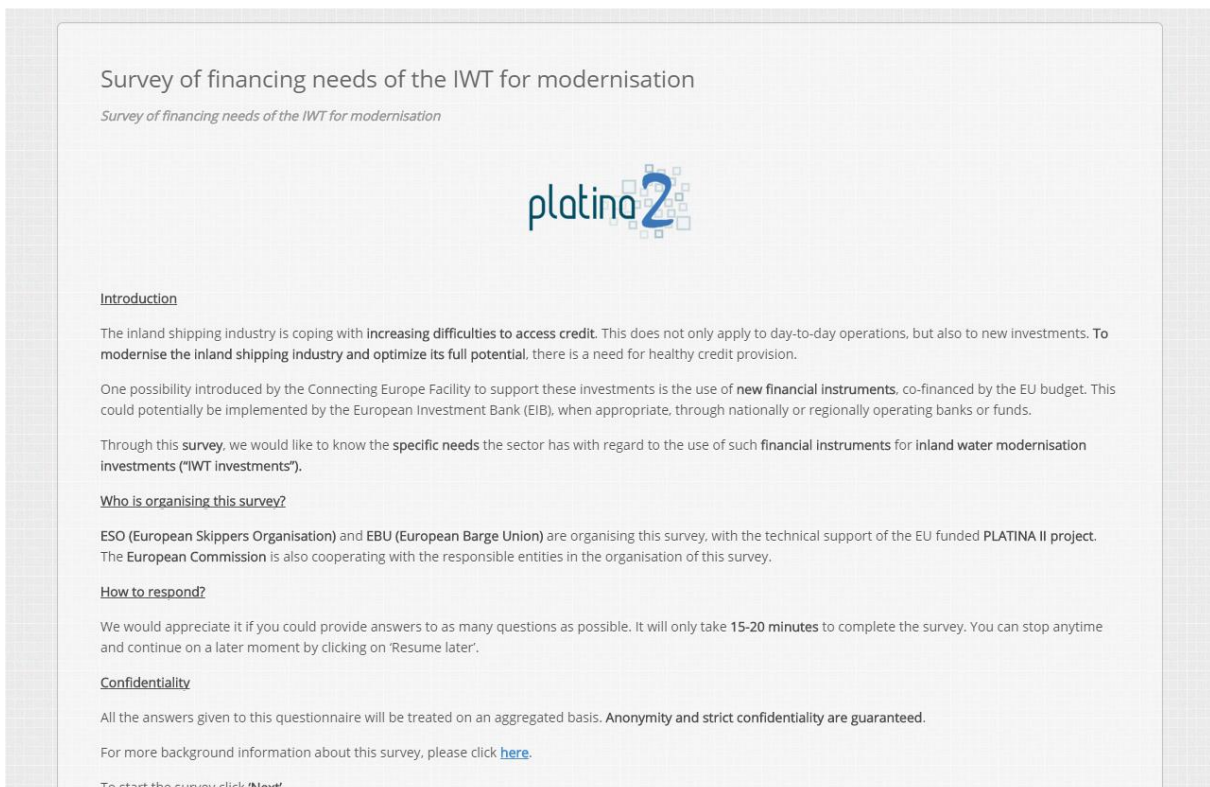 Survey of financing needs of the IWT for modernisation
Survey of financing needs of the IWT for modernisation
platina 2
Introduction
The inland shipping industry is coping with increasing difficulties to access credit. This does not only apply to day-to-day operations, but also to new investments. To
modernise the inland shipping industry and optimize its full potential, there is a need for healthy credit provision.
One possibility introduced by the Connecting Europe Facility to support these investments is the use of new financial instruments, co-financed by the EU budget. This
could potentially be implemented by the European Investment Bank (EIB), when appropriate, through nationally or regionally operating banks or funds.
Through this survey, we would like to know the specific needs the sector has with regard to the use of such financial instruments for inland water modernisation
investments (“IWT investments”).
Who is organising this survey?
ESO (European Skippers Organisation) and EBU (European Barge Union) are organising this survey, with the technical support of the EU funded PLATINA II project.
The European Commission is also cooperating with the responsible entities in the organisation of this survey.
How to respond?
We would appreciate it if you could provide answers to as many questions as possible. It will only take 15-20 minutes to complete the survey. You can stop anytime
and continue on a later moment by clicking on ‘Resume later’.
Confidentiality
All the answers given to this questionnaire will be treated on an aggregated basis. Anonymity and strict confidentiality are guaranteed.
For more background information about this survey, please click here.
To start the survey click ‘Next’